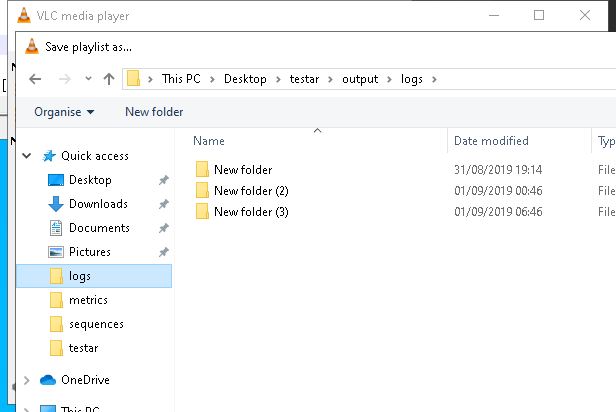 VLC media player
Save playlist as...
This PC > Desktop > testar > output > logs >
Organise New folder
Name Date modified Typ
Quick access
Desktop
Downloads
Documents
Pictures
logs
metrics
sequences
testar
OneDrive
This PC
New folder 31/08/2019 19:14 File
New folder (2) 01/09/2019 00:46 File
New folder (3) 01/09/2019 06:46 File